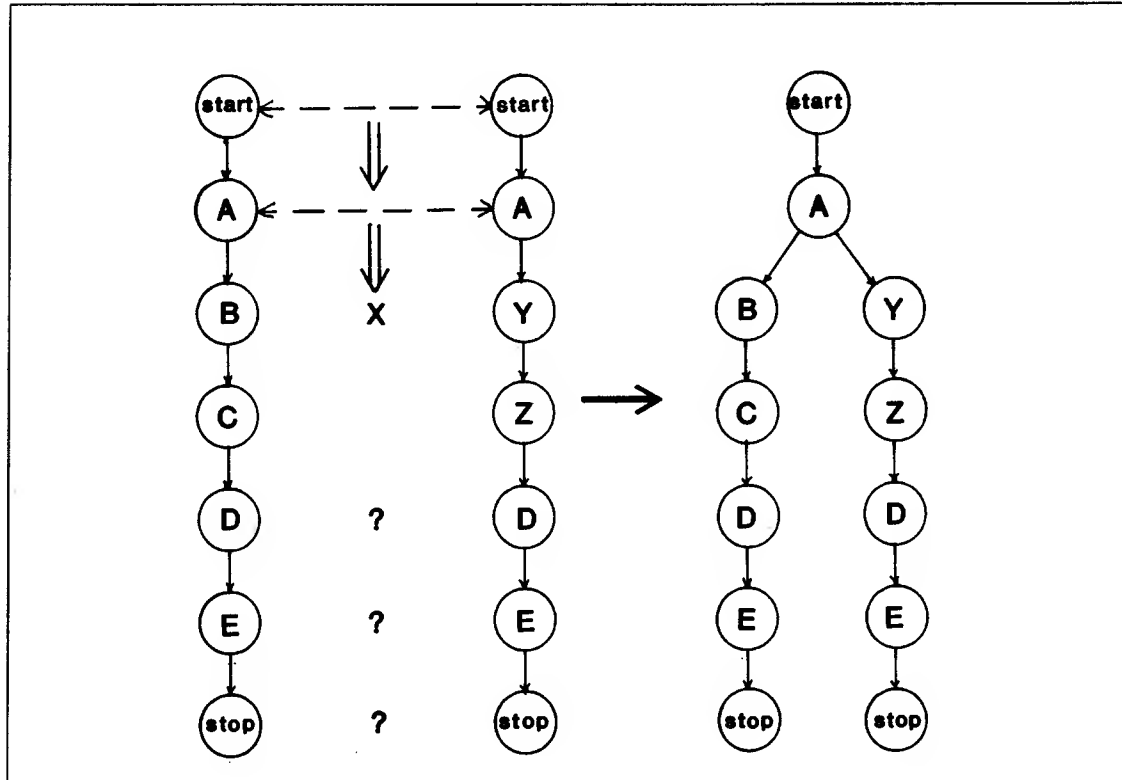 start start start
A A A
B X Y B Y
C Z C Z
D ? D D D
E ? E E E
stop ? stop stop stop